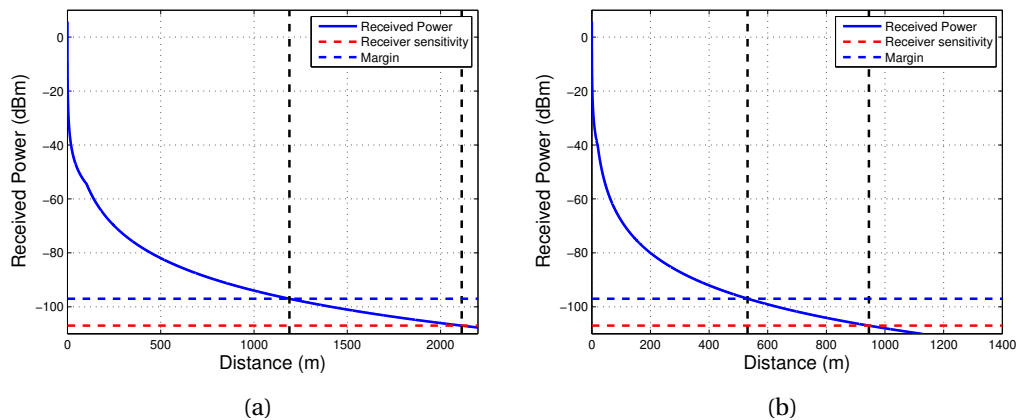 Received Power
Receiver sensitivity
Margin
0
−20
−40
−60
−80
−100
Received Power (dBm)
0 500 1000 1500 2000
Distance (m)
(a)
Received Power
Receiver sensitivity
Margin
0
−20
−40
−60
−80
−100
Received Power (dBm)
0 200 400 600 800 1000 1200 1400
Distance (m)
(b)